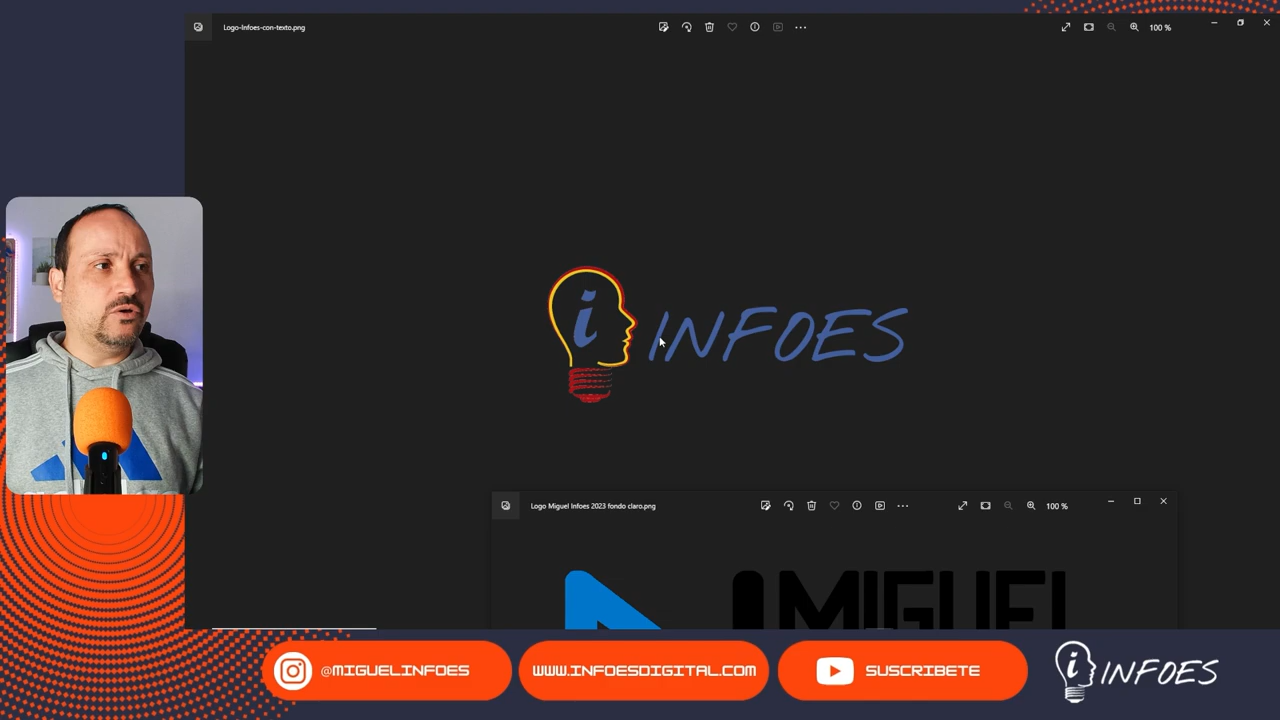 Logo-Infoes-con-texto.png
100 %
i INFOES
Logo Miguel Infoes 2023 fondo claro.png
100 %
MIGUEL
@MIGUELINFOES
WWW.INFOESDIGITAL.COM
SUSCRIBETE
i INFOES